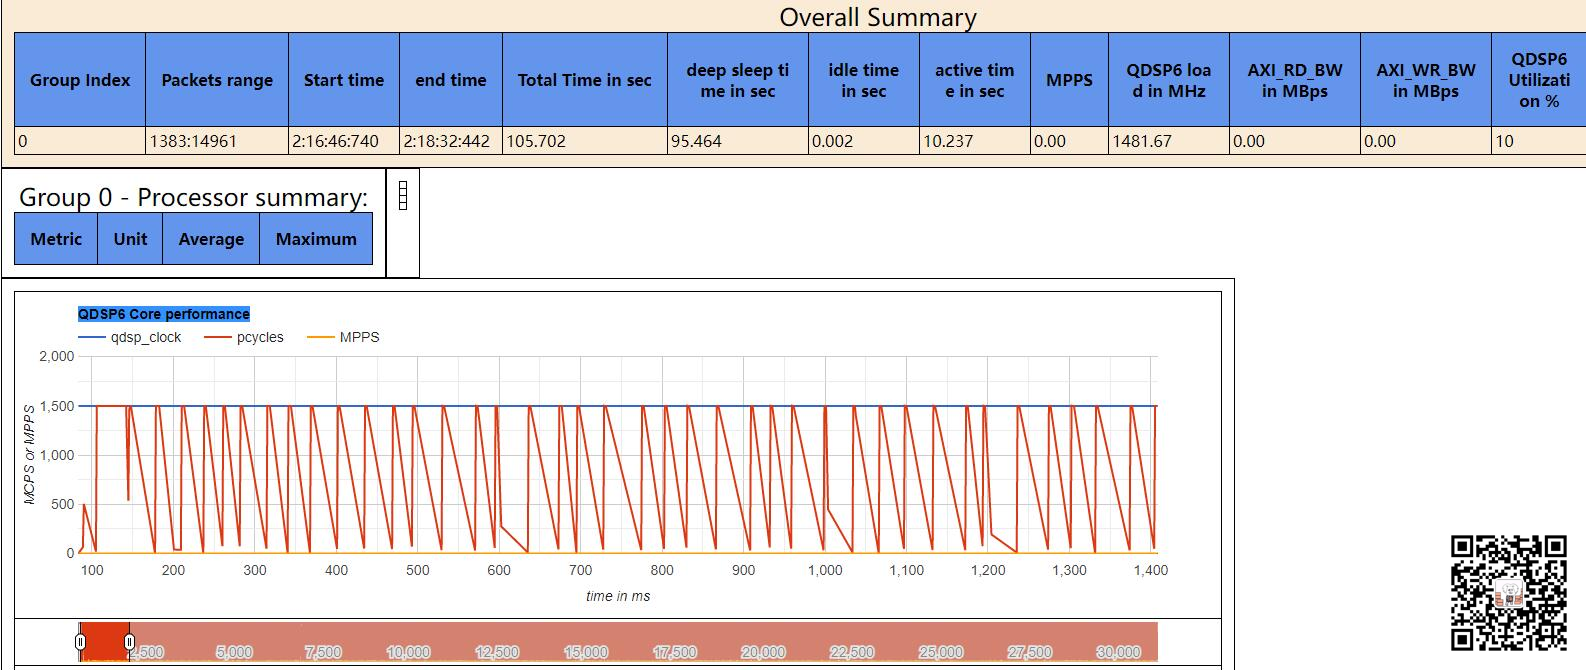 Overall Summary
Group Index Packets range Start time end time Total Time in sec deep sleep ti me in sec idle time in sec active tim e in sec MPPS QDSP6 loa d in MHz AXI_RD_BW in MBps AXI_WR_BW in MBps QDSP6 Utilizati on %
0 1383:14961 2:16:46:740 2:18:32:442 105.702 95.464 0.002 10.237 0.00 1481.67 0.00 0.00 10
Group 0 - Processor summary:
Metric Unit Average Maximum
QDSP6 Core performance
qdsp_clock pcycles MPPS
MCPS or MPPS
2,000
1,500
1,000
500
0
100 200 300 400 500 600 700 800 900 1,000 1,100 1,200 1,300 1,400
time in ms
2,500 5,000 7,500 10,000 12,500 15,000 17,500 20,000 22,500 25,000 27,500 30,000